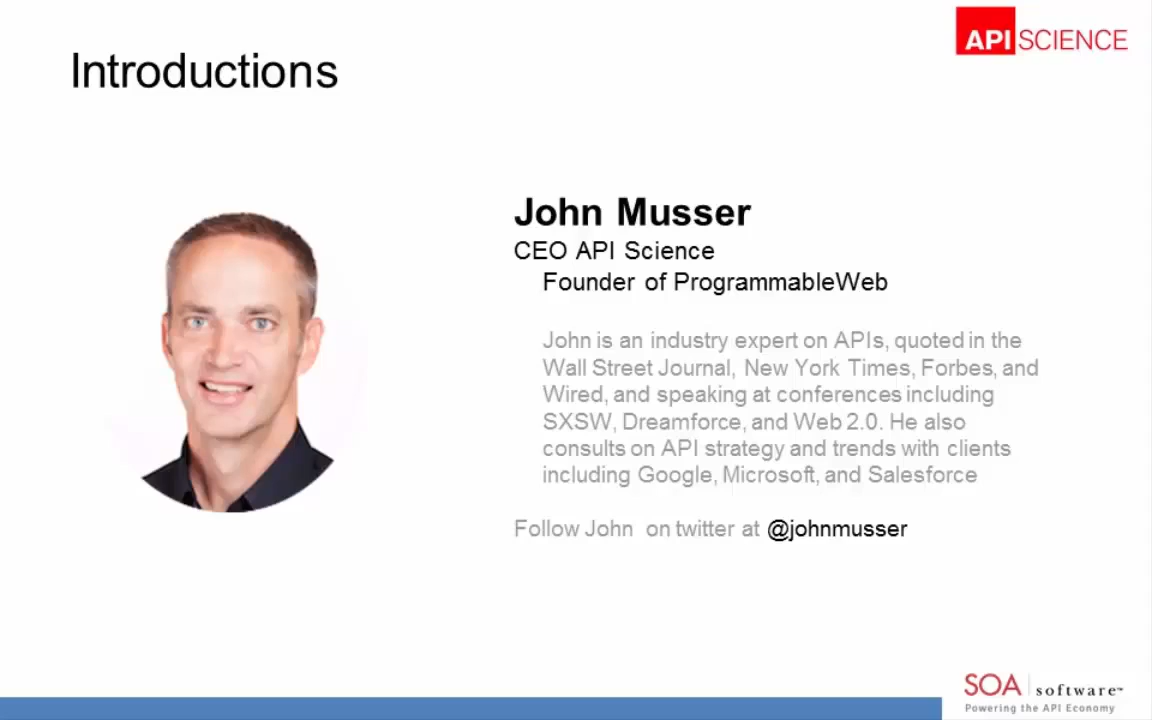 API SCIENCE
Introductions
John Musser
CEO API Science
Founder of ProgrammableWeb
John is an industry expert on APIs, quoted in the
Wall Street Journal, New York Times, Forbes, and
Wired, and speaking at conferences including
SXSW, Dreamforce, and Web 2.0. He also
consults on API strategy and trends with clients
including Google, Microsoft, and Salesforce
Follow John on twitter at @johnmusser
SOA software™
Powering the API Economy